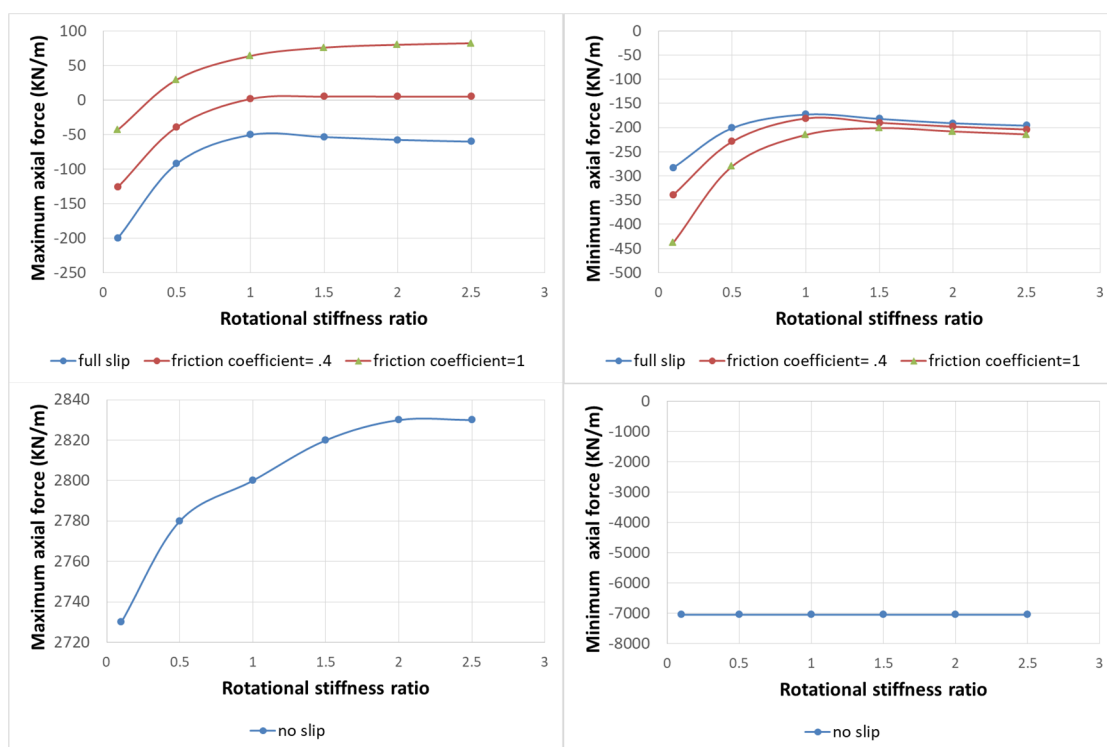 Maximum axial force (KN/m)
100
50
0
-50
-100
-150
-200
-250
0 0.5 1 1.5 2 2.5 3
Rotational stiffness ratio
full slip friction coefficient= .4 friction coefficient=1
Minimum axial force (KN/m)
0
-50
-100
-150
-200
-250
-300
-350
-400
-450
-500
0 0.5 1 1.5 2 2.5 3
Rotational stiffness ratio
full slip friction coefficient= .4 friction coefficient=1
Maximum axial force (KN/m)
2840
2820
2800
2780
2760
2740
2720
0 0.5 1 1.5 2 2.5 3
Rotational stiffness ratio
no slip
Minimum axial force (KN/m)
0
-1000
-2000
-3000
-4000
-5000
-6000
-7000
-8000
0 0.5 1 1.5 2 2.5 3
Rotational stiffness ratio
no slip